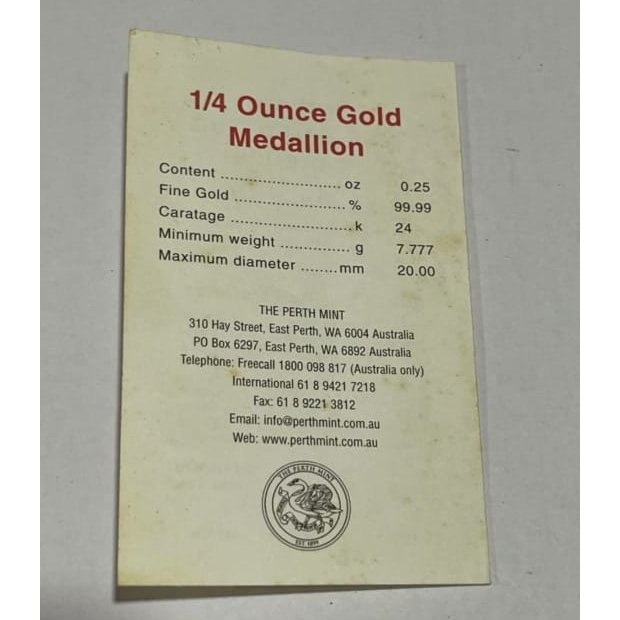 1/4 Ounce Gold
Medallion
Content ........................... oz 0.25
Fine Gold ......................... % 99.99
Caratage ........................... k 24
Minimum weight ............... g 7.777
Maximum diameter ........ mm 20.00
THE PERTH MINT
310 Hay Street, East Perth, WA 6004 Australia
PO Box 6297, East Perth, WA 6892 Australia
Telephone: Freecall 1800 098 817 (Australia only)
International 61 8 9421 7218
Fax: 61 8 9221 3812
Email: info@perthmint.com.au
Web: www.perthmint.com.au
THE PERTH MINT
EST. 1899